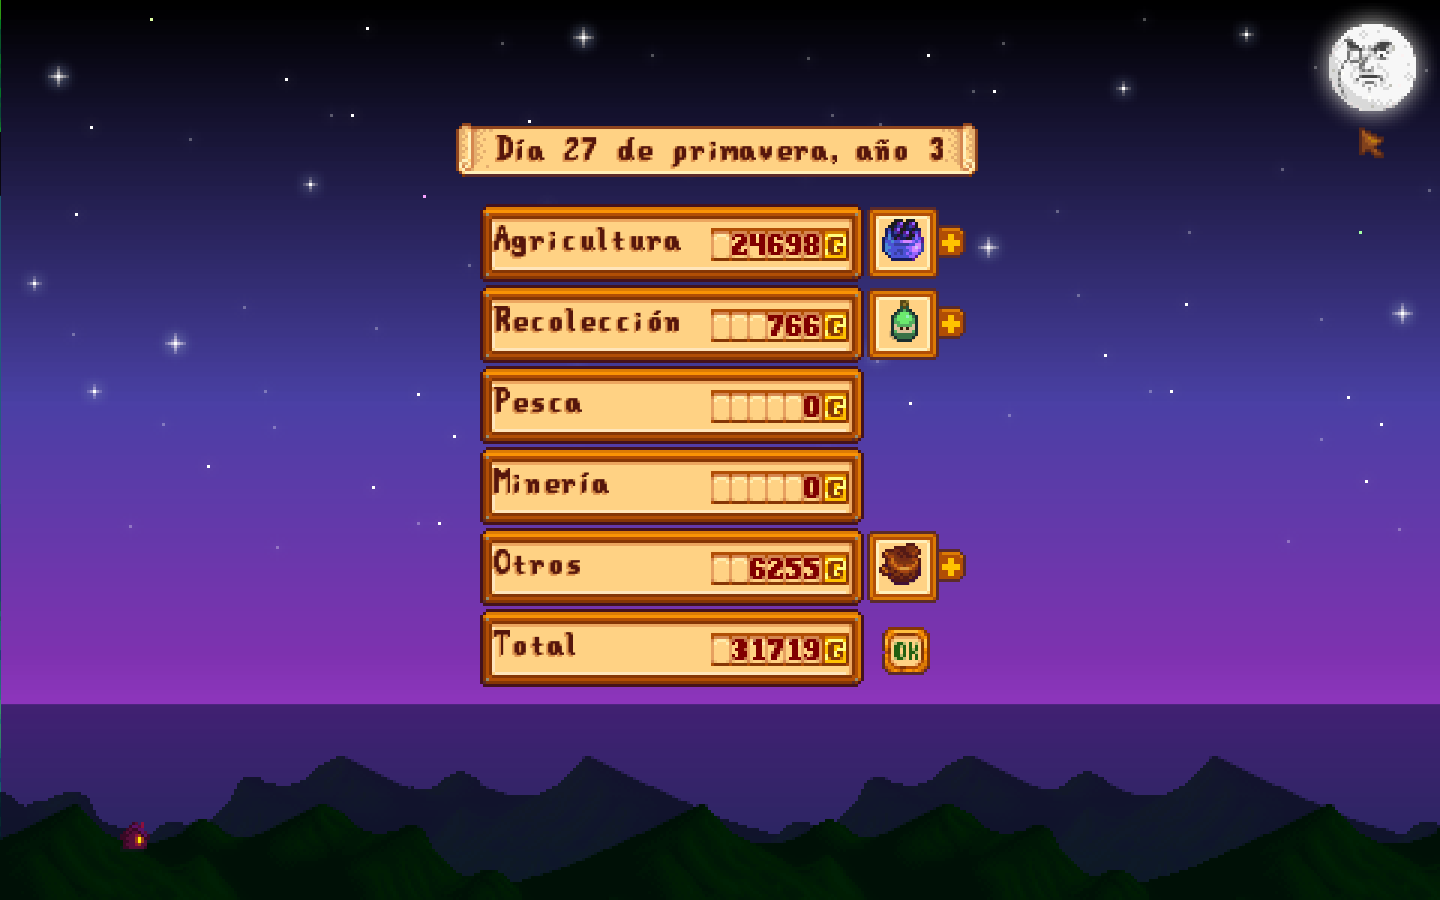 Día 27 de primavera, año 3
Agricultura 24698G
Recolección 766G
Pesca 0G
Minería 0G
Otros 6255G
Total 31719G
OK